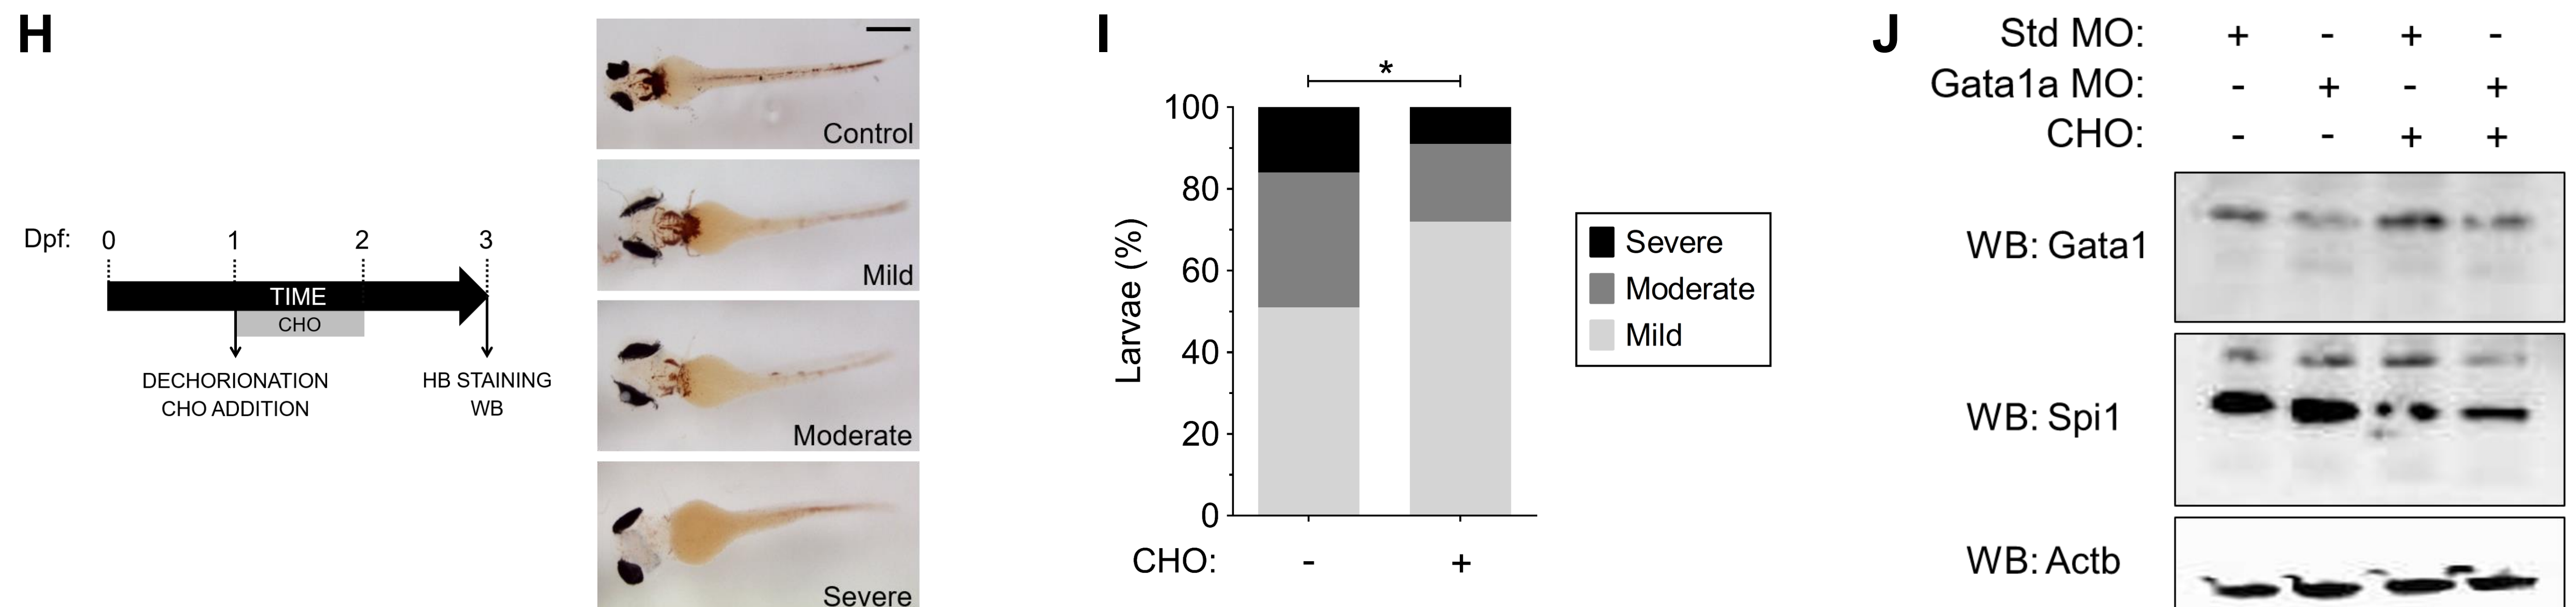 H
Dpf: 0 1 2 3
TIME
CHO
DECHORIONATION
CHO ADDITION
HB STAINING
WB
Control
Mild
Moderate
Severe
I
*
Larvae (%)
100
80
60
40
20
0
CHO: - +
Severe
Moderate
Mild
J
Std MO: + - + -
Gata1a MO: - + - +
CHO: - - + +
WB: Gata1
WB: Spi1
WB: Actb